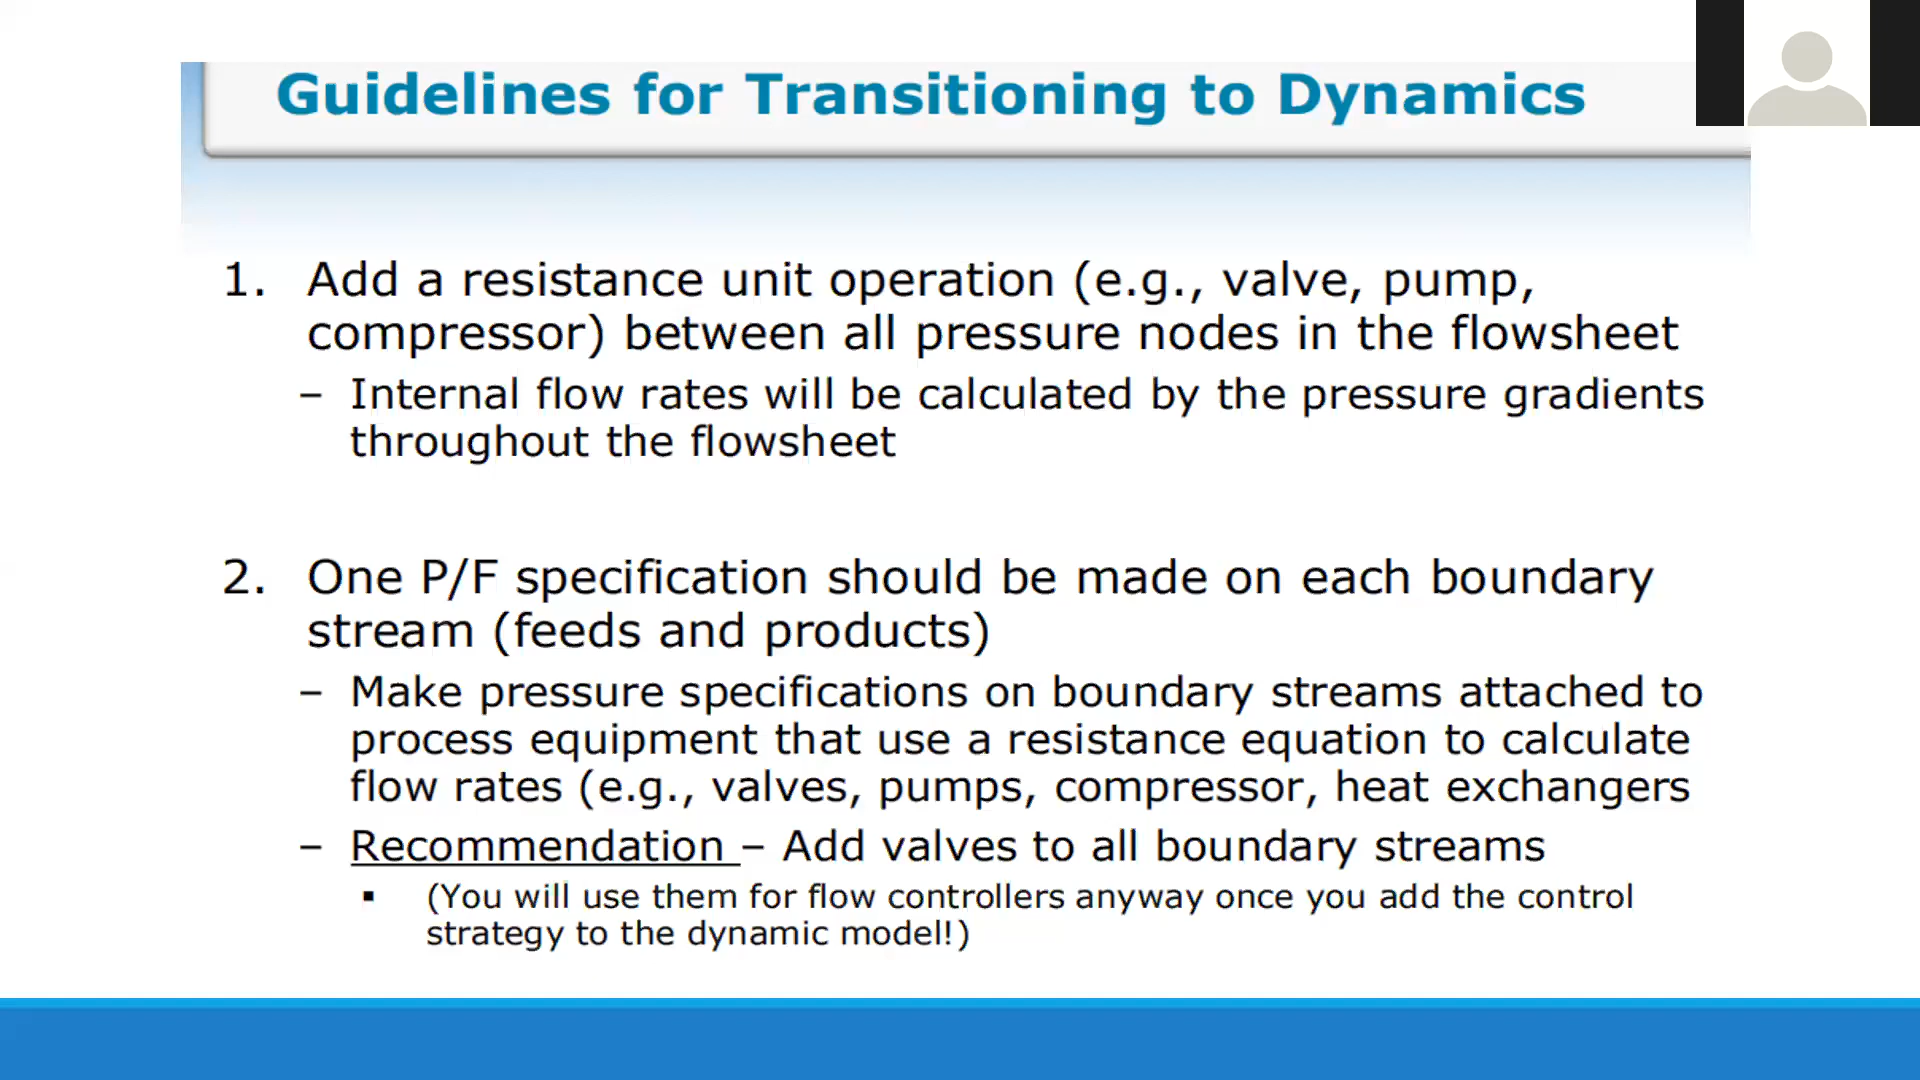 Guidelines for Transitioning to Dynamics
1. Add a resistance unit operation (e.g., valve, pump,
compressor) between all pressure nodes in the flowsheet
– Internal flow rates will be calculated by the pressure gradients
throughout the flowsheet
2. One P/F specification should be made on each boundary
stream (feeds and products)
– Make pressure specifications on boundary streams attached to
process equipment that use a resistance equation to calculate
flow rates (e.g., valves, pumps, compressor, heat exchangers
– Recommendation – Add valves to all boundary streams
▪ (You will use them for flow controllers anyway once you add the control
strategy to the dynamic model!)